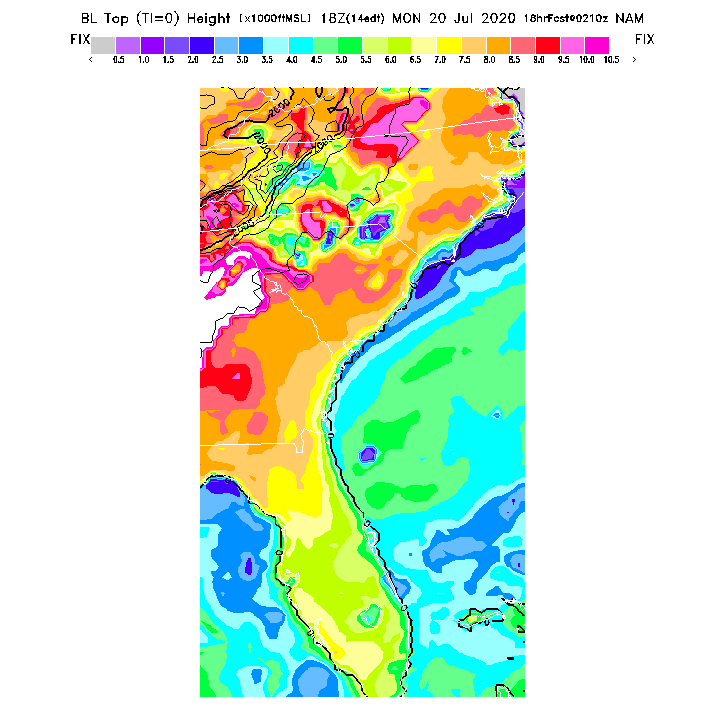 BL Top (TI=0) Height [x1000ftMSL] 18Z(14edt) MON 20 Jul 2020 18hrFcst@0210z NAM
FIX FIX
< 0.5 1.0 1.5 2.0 2.5 3.0 3.5 4.0 4.5 5.0 5.5 6.0 6.5 7.0 7.5 8.0 8.5 9.0 9.5 10.0 10.5 >
2000
2000